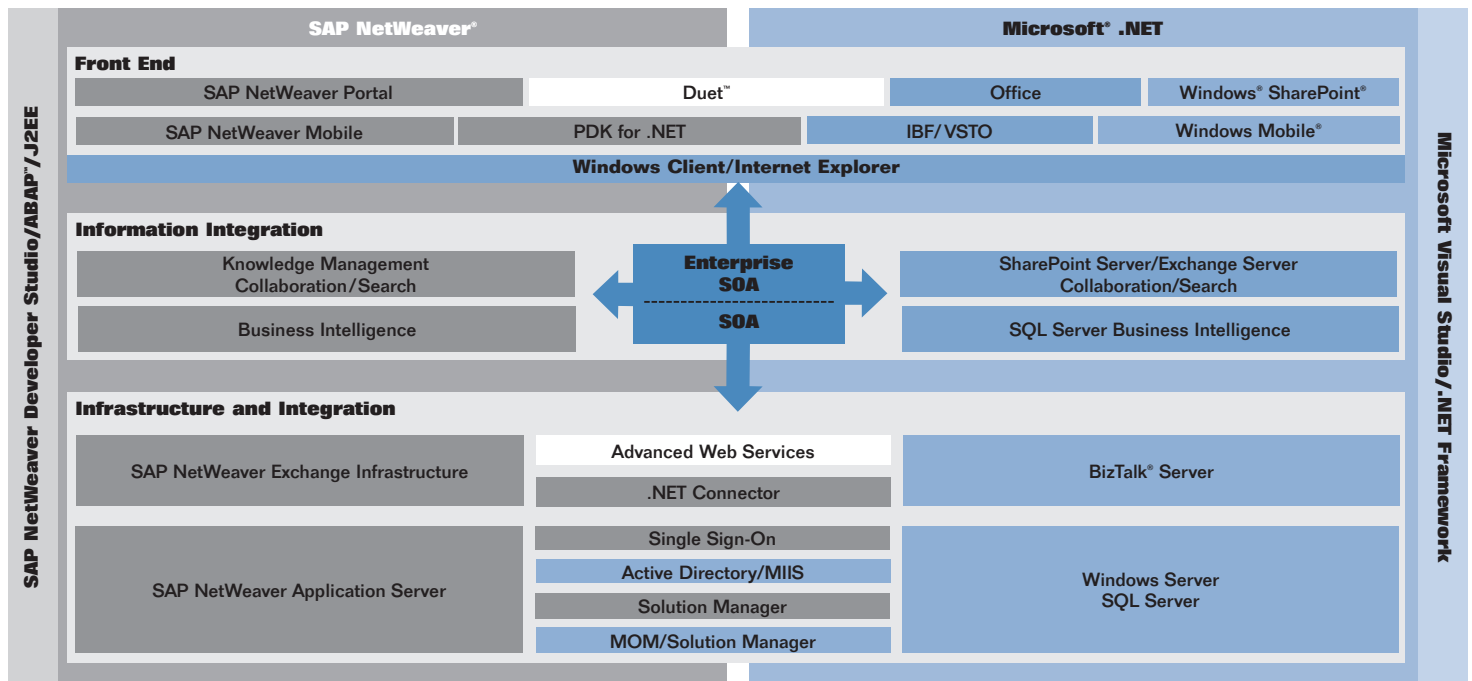 SAP NetWeaver®
Microsoft® .NET
SAP NetWeaver Developer Studio/ABAP™/J2EE
Front End
SAP NetWeaver Portal
Duet™
Office
Windows® SharePoint®
SAP NetWeaver Mobile
PDK for .NET
IBF/VSTO
Windows Mobile®
Windows Client/Internet Explorer
Information Integration
Knowledge Management
Collaboration/Search
Business Intelligence
Enterprise
SOA
SOA
SharePoint Server/Exchange Server
Collaboration/Search
SQL Server Business Intelligence
Infrastructure and Integration
SAP NetWeaver Exchange Infrastructure
Advanced Web Services
.NET Connector
BizTalk® Server
SAP NetWeaver Application Server
Single Sign-On
Active Directory/MIIS
Solution Manager
MOM/Solution Manager
Windows Server
SQL Server
Microsoft Visual Studio/.NET Framework